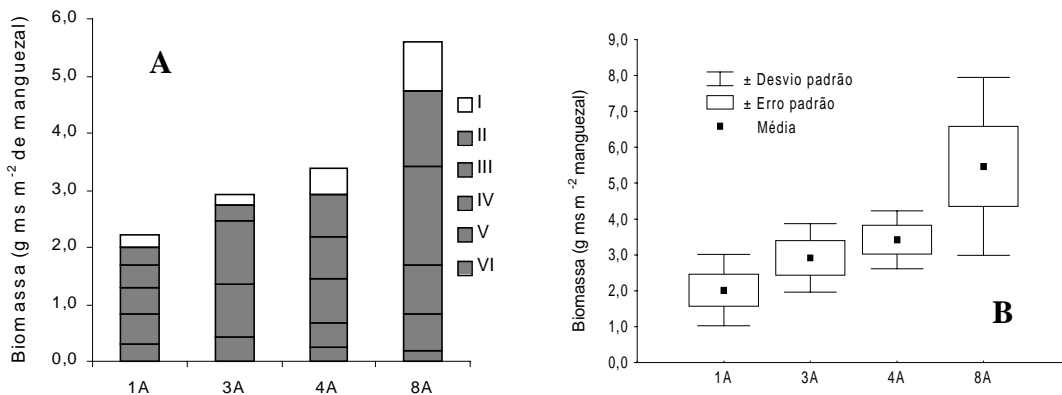 A
Biomassa (g ms m-2 de manguezal)
6,0
5,0
4,0
3,0
2,0
1,0
0,0
1A 3A 4A 8A
I
II
III
IV
V
VI
B
Biomassa (g ms m-2 manguezal)
9,0
8,0
7,0
6,0
5,0
4,0
3,0
2,0
1,0
0,0
± Desvio padrão
± Erro padrão
Média
1A 3A 4A 8A